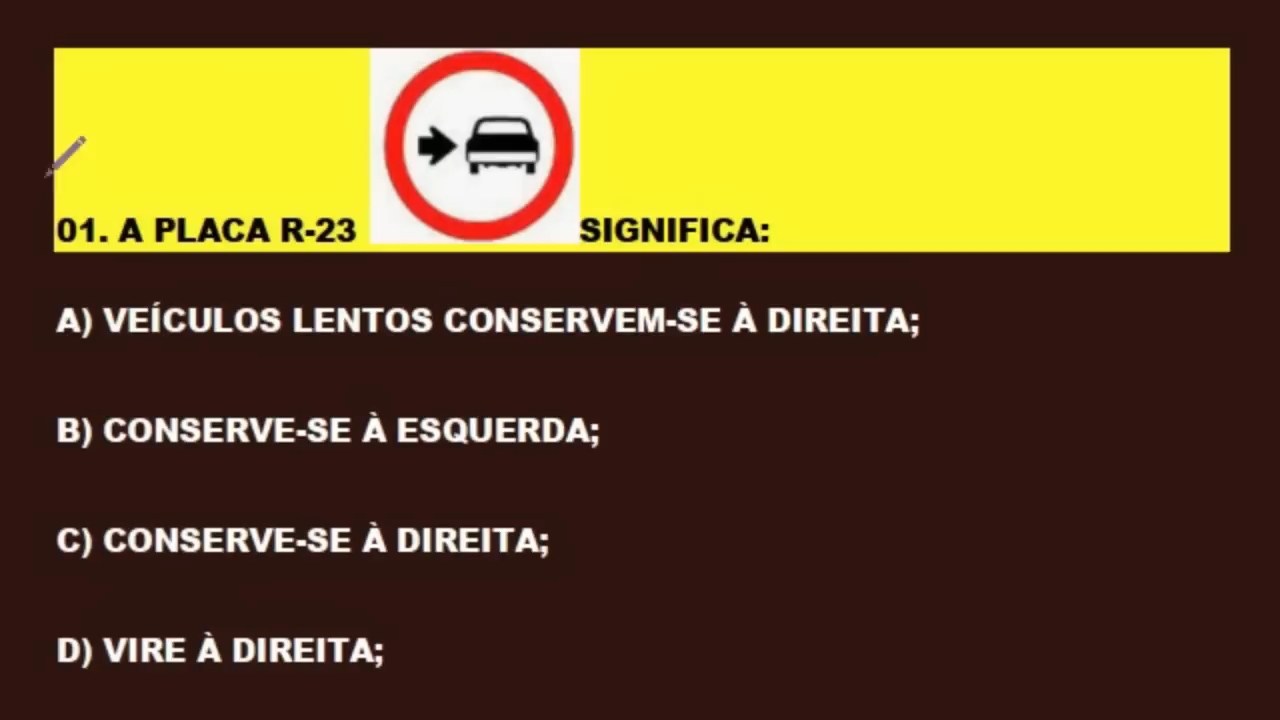 01. A PLACA R-23 SIGNIFICA:
A) VEÍCULOS LENTOS CONSERVEM-SE À DIREITA;
B) CONSERVE-SE À ESQUERDA;
C) CONSERVE-SE À DIREITA;
D) VIRE À DIREITA;